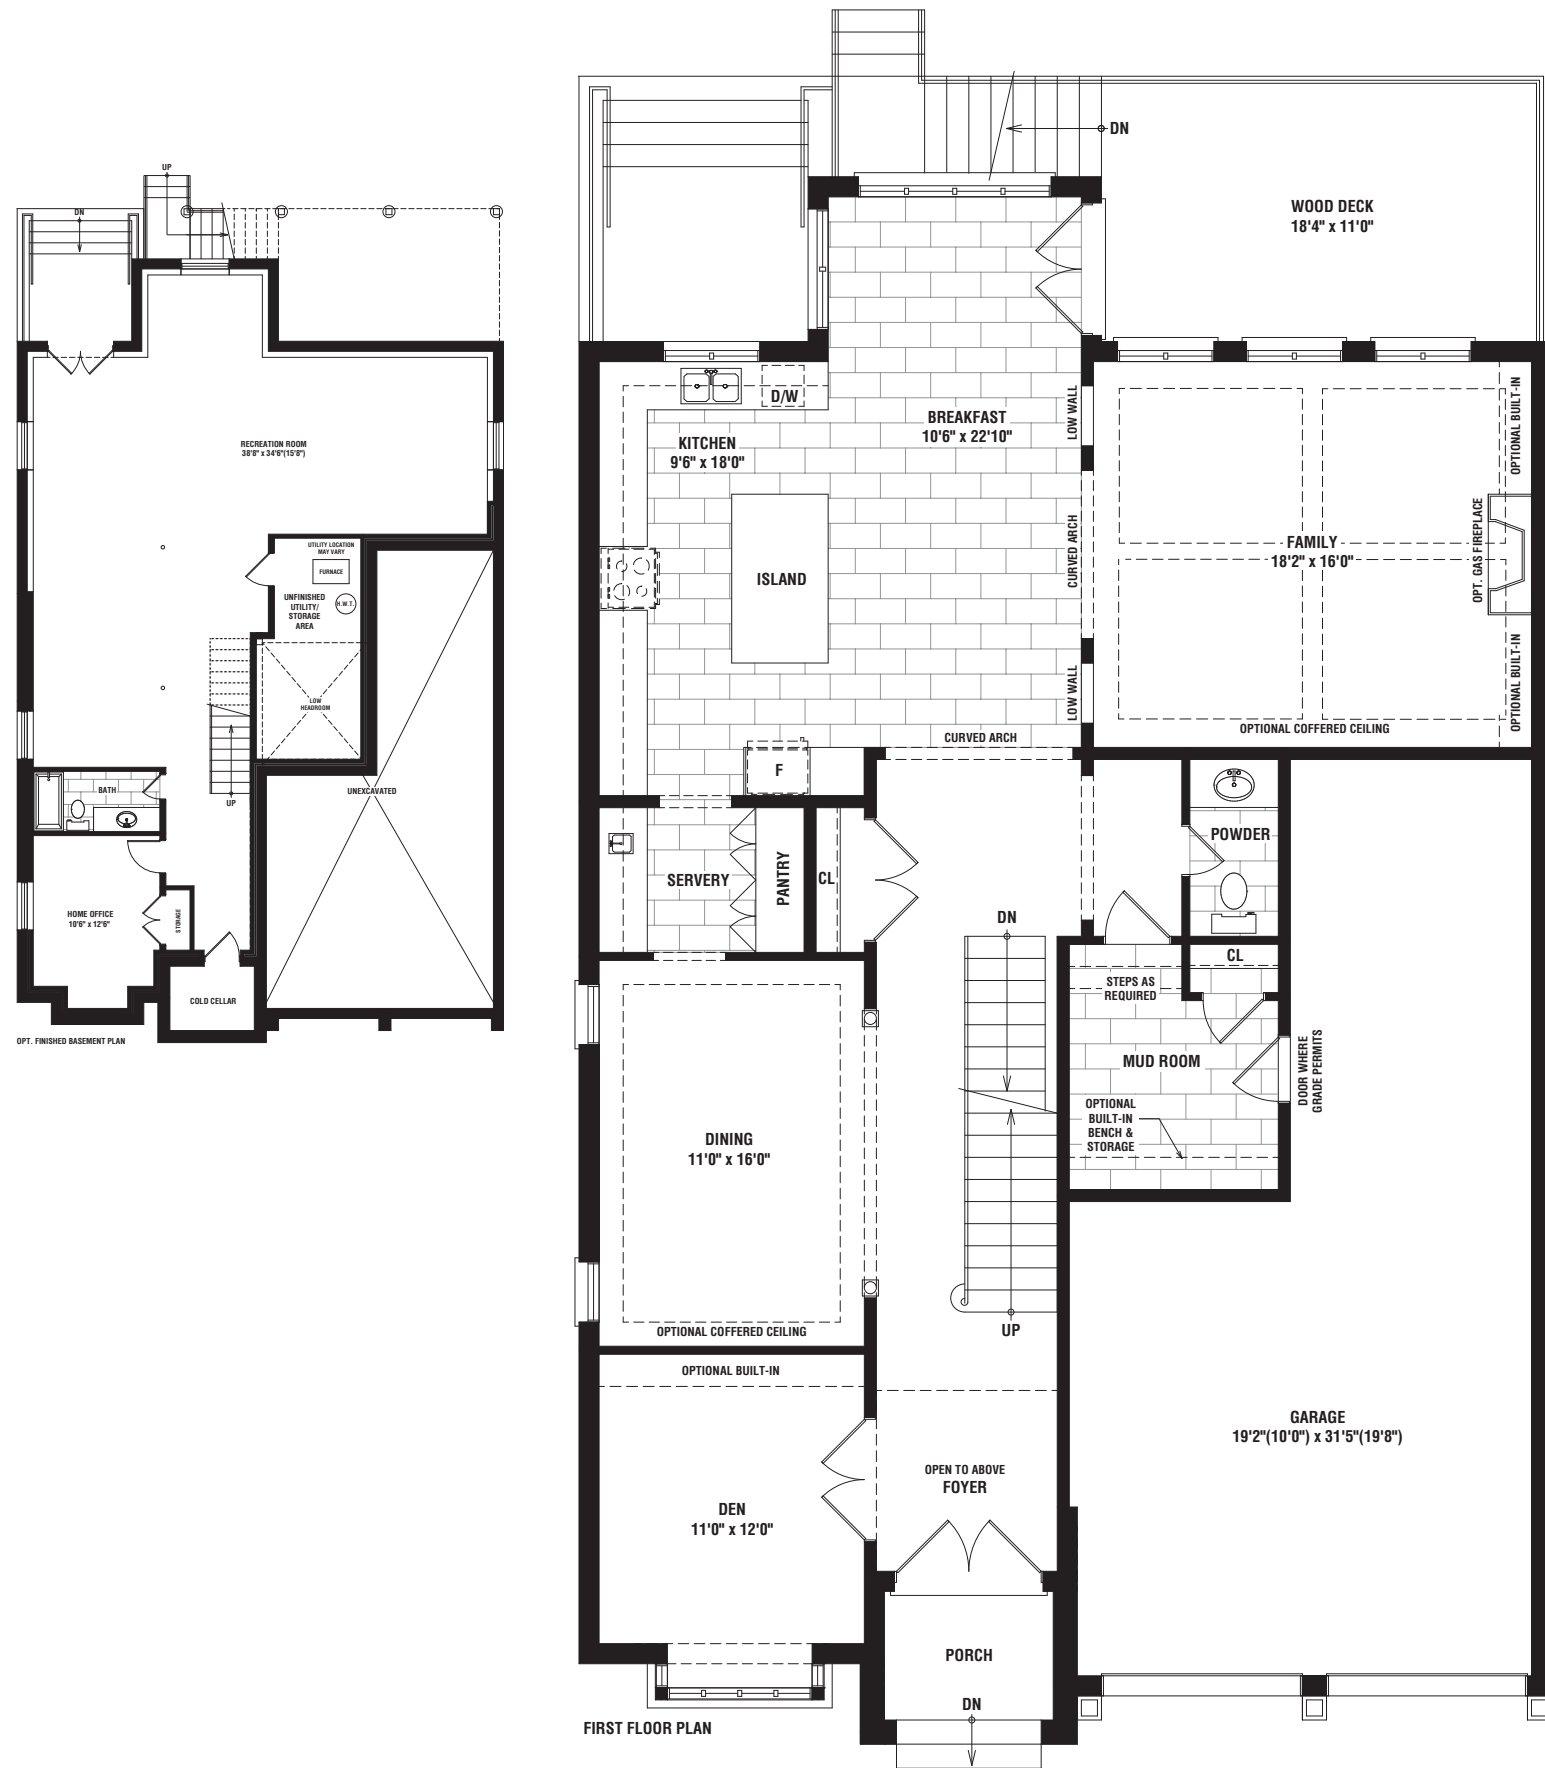 UP
DN
RECREATION ROOM
38'8" x 34'6"(15'8")
UTILITY LOCATION
MAY VARY
FURNACE
UNFINISHED
UTILITY/
STORAGE
AREA
H.W.T.
LOW
HEADROOM
UP
BATH
UNEXCAVATED
HOME OFFICE
10'6" x 12'6"
STORAGE
COLD CELLAR
OPT. FINISHED BASEMENT PLAN
DN
WOOD DECK
18'4" x 11'0"
D/W
BREAKFAST
10'6" x 22'10"
KITCHEN
9'6" x 18'0"
LOW WALL
OPTIONAL BUILT-IN
CURVED ARCH
ISLAND
FAMILY
18'2" x 16'0"
OPT. GAS FIREPLACE
LOW WALL
OPTIONAL BUILT-IN
OPTIONAL COFFERED CEILING
CURVED ARCH
F
POWDER
SERVERY
PANTRY
CL
DN
CL
STEPS AS
REQUIRED
MUD ROOM
DOOR WHERE
GRADE PERMITS
OPTIONAL
BUILT-IN
BENCH &
STORAGE
DINING
11'0" x 16'0"
OPTIONAL COFFERED CEILING
UP
OPTIONAL BUILT-IN
GARAGE
19'2"(10'0") x 31'5"(19'8")
OPEN TO ABOVE
FOYER
DEN
11'0" x 12'0"
PORCH
DN
FIRST FLOOR PLAN